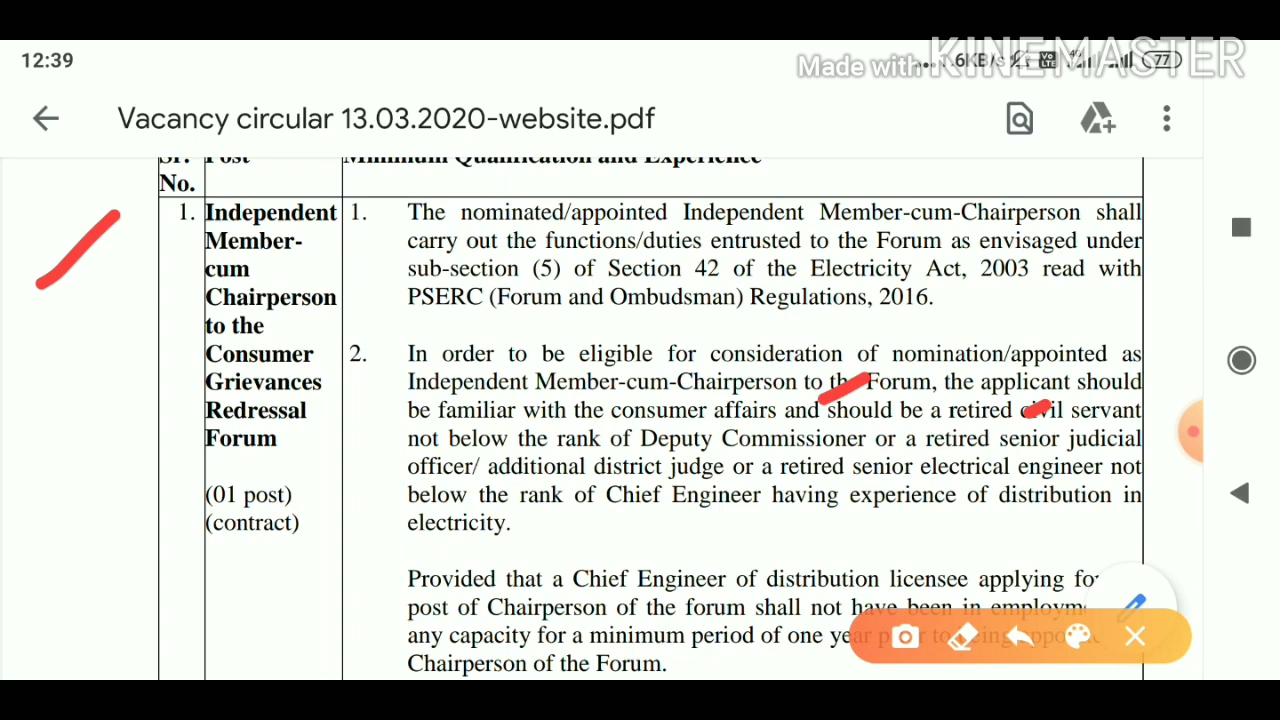 12:39
Made with KINEMASTER
Vacancy circular 13.03.2020-website.pdf
Sr. Post Minimum Qualification and Experience
No.
1. Independent Member-cum Chairperson to the Consumer Grievances Redressal Forum
(01 post)
(contract)
1. The nominated/appointed Independent Member-cum-Chairperson shall
carry out the functions/duties entrusted to the Forum as envisaged under
sub-section (5) of Section 42 of the Electricity Act, 2003 read with
PSERC (Forum and Ombudsman) Regulations, 2016.
2. In order to be eligible for consideration of nomination/appointed as
Independent Member-cum-Chairperson to the Forum, the applicant should
be familiar with the consumer affairs and should be a retired civil servant
not below the rank of Deputy Commissioner or a retired senior judicial
officer/ additional district judge or a retired senior electrical engineer not
below the rank of Chief Engineer having experience of distribution in
electricity.
Provided that a Chief Engineer of distribution licensee applying for
post of Chairperson of the forum shall not have been in
any capacity for a minimum period of one year
Chairperson of the Forum.